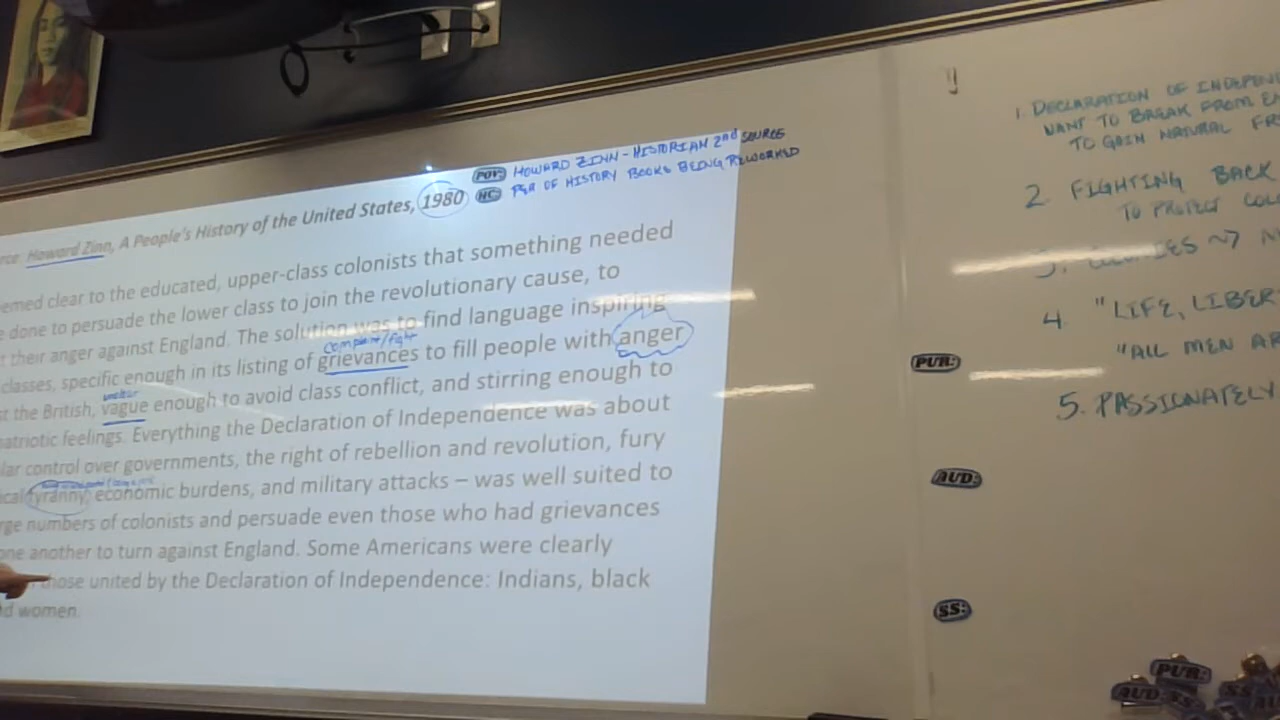 POV: HOWARD ZINN - HISTORIAN 2nd SOURCE
HC: P&R OF HISTORY BOOKS BEING REWORKED
Howard Zinn, A People's History of the United States, 1980
emed clear to the educated, upper-class colonists that something needed
done to persuade the lower class to join the revolutionary cause, to
their anger against England. The solution was to find language inspiring
complaint/fight
classes, specific enough in its listing of grievances to fill people with anger
unclear
t the British, vague enough to avoid class conflict, and stirring enough to
atriotic feelings. Everything the Declaration of Independence was about
lar control over governments, the right of rebellion and revolution, fury
ical tyranny, economic burdens, and military attacks – was well suited to
rge numbers of colonists and persuade even those who had grievances
one another to turn against England. Some Americans were clearly
those united by the Declaration of Independence: Indians, black
d women.
1. DECLARATION OF INDEPEN
WANT TO BREAK FROM EN
TO GAIN NATURAL FR
2. FIGHTING BACK
TO PROTECT COL
3.
4. "LIFE, LIBER
"ALL MEN AR
5. PASSIONATELY
PUR:
AUD:
SS:
PUR:
AUD
SS
AU